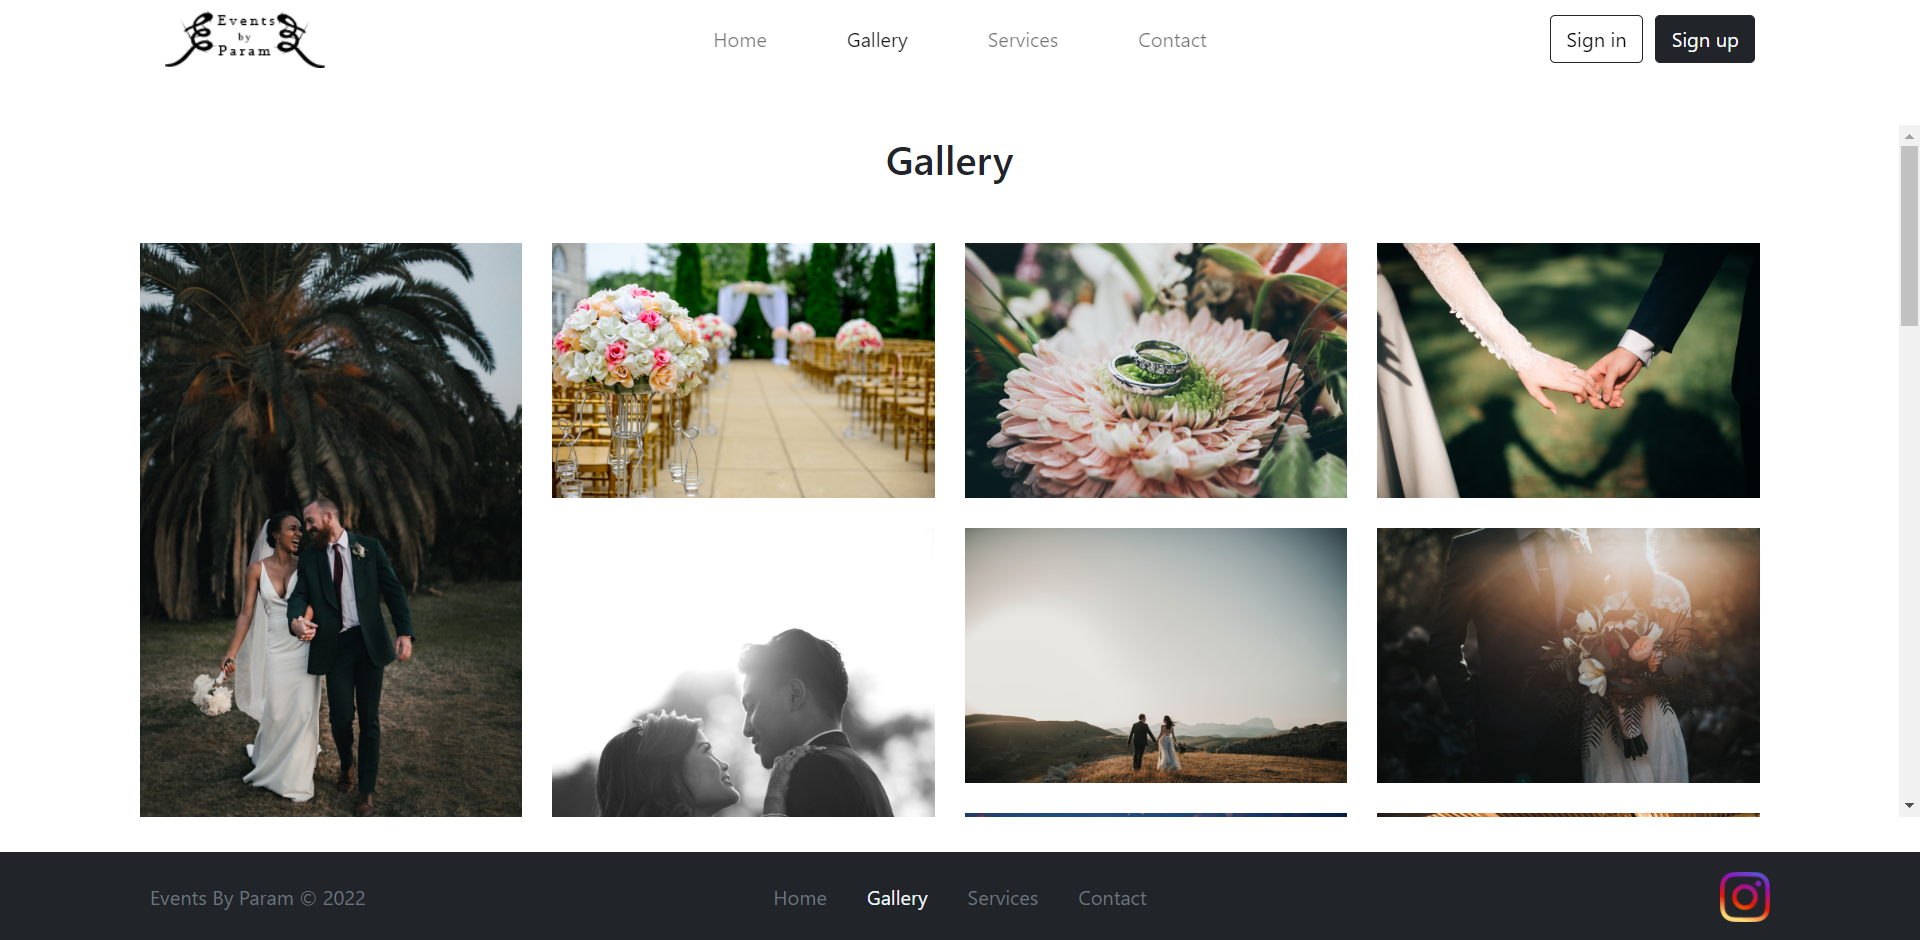 Events
by
Param
Home Gallery Services Contact
Sign in Sign up
Gallery
Events By Param © 2022
Home Gallery Services Contact